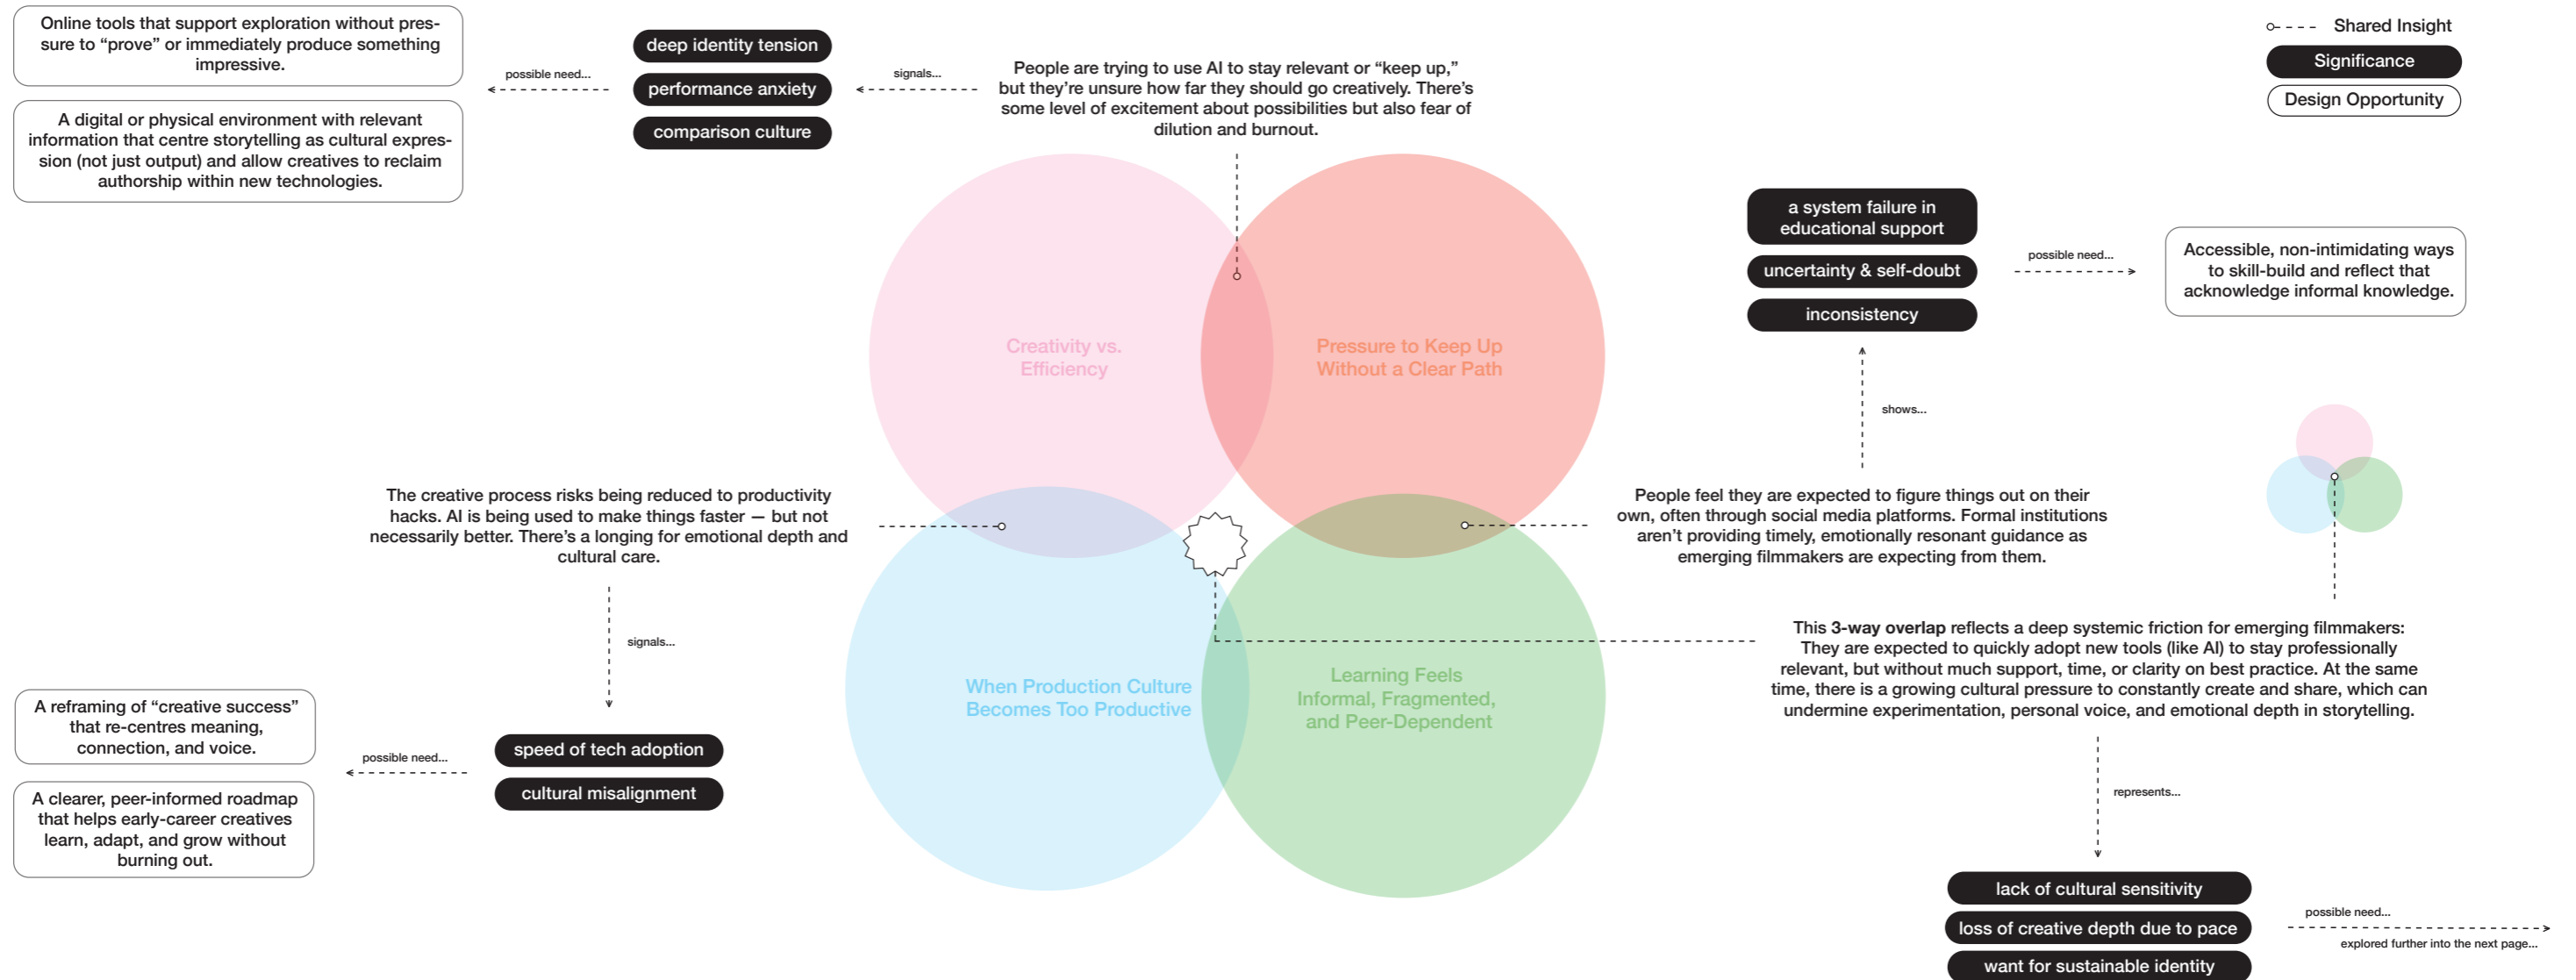 Online tools that support exploration without pres-
sure to “prove” or immediately produce something
impressive.
A digital or physical environment with relevant
information that centre storytelling as cultural expres-
sion (not just output) and allow creatives to reclaim
authorship within new technologies.
possible need...
deep identity tension
performance anxiety
comparison culture
signals...
People are trying to use AI to stay relevant or “keep up,”
but they’re unsure how far they should go creatively. There’s
some level of excitement about possibilities but also fear of
dilution and burnout.
Shared Insight
Significance
Design Opportunity
a system failure in
educational support
uncertainty & self-doubt
inconsistency
possible need...
Accessible, non-intimidating ways
to skill-build and reflect that
acknowledge informal knowledge.
shows...
Creativity vs.
Efficiency
Pressure to Keep Up
Without a Clear Path
The creative process risks being reduced to productivity
hacks. AI is being used to make things faster — but not
necessarily better. There’s a longing for emotional depth and
cultural care.
People feel they are expected to figure things out on their
own, often through social media platforms. Formal institutions
aren’t providing timely, emotionally resonant guidance as
emerging filmmakers are expecting from them.
signals...
When Production Culture
Becomes Too Productive
Learning Feels
Informal, Fragmented,
and Peer-Dependent
This 3-way overlap reflects a deep systemic friction for emerging filmmakers:
They are expected to quickly adopt new tools (like AI) to stay professionally
relevant, but without much support, time, or clarity on best practice. At the same
time, there is a growing cultural pressure to constantly create and share, which can
undermine experimentation, personal voice, and emotional depth in storytelling.
A reframing of “creative success”
that re-centres meaning,
connection, and voice.
A clearer, peer-informed roadmap
that helps early-career creatives
learn, adapt, and grow without
burning out.
possible need...
speed of tech adoption
cultural misalignment
represents...
lack of cultural sensitivity
loss of creative depth due to pace
want for sustainable identity
possible need...
explored further into the next page...